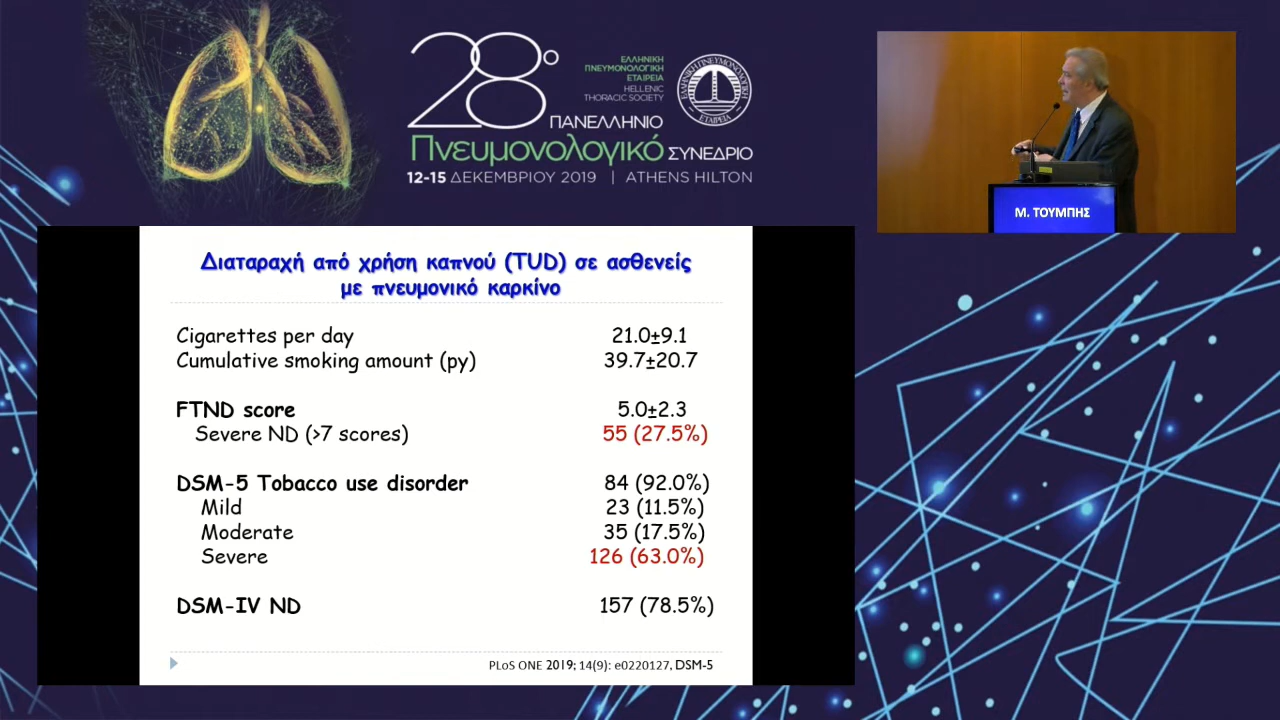 28ο
ΕΛΛΗΝΙΚΗ
ΠΝΕΥΜΟΝΟΛΟΓΙΚΗ
ΕΤΑΙΡΕΙΑ
HELLENIC
THORACIC SOCIETY
ΕΛΛΗΝΙΚΗ ΠΝΕΥΜΟΝΟΛΟΓΙΚΗ
ΕΤΑΙΡΕΙΑ
ΠΑΝΕΛΛΗΝΙΟ
Πνευμονολογικό ΣΥΝΕΔΡΙΟ
12-15 ΔΕΚΕΜΒΡΙΟΥ 2019 | ATHENS HILTON
Μ. ΤΟΥΜΠΗΣ
Διαταραχή από χρήση καπνού (TUD) σε ασθενείς
με πνευμονικό καρκίνο
Cigarettes per day 21.0±9.1
Cumulative smoking amount (py) 39.7±20.7
FTND score 5.0±2.3
Severe ND (>7 scores) 55 (27.5%)
DSM-5 Tobacco use disorder 84 (92.0%)
Mild 23 (11.5%)
Moderate 35 (17.5%)
Severe 126 (63.0%)
DSM-IV ND 157 (78.5%)
PLoS ONE 2019; 14(9): e0220127, DSM-5